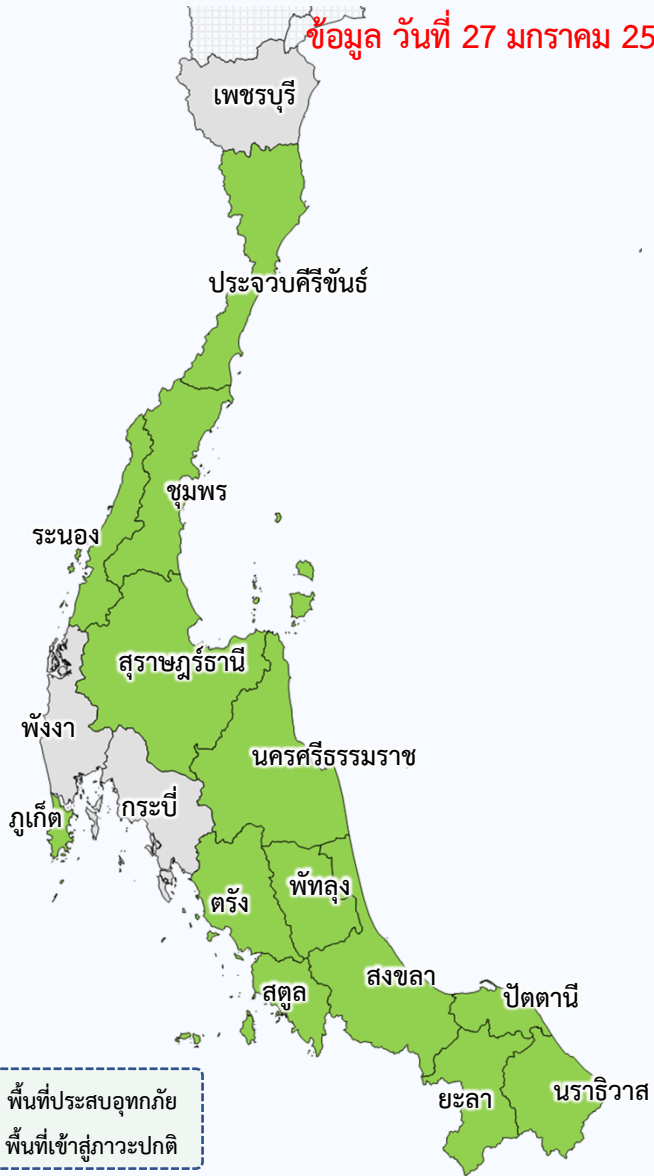 ข้อมูล วันที่ 27 มกราคม 25
เพชรบุรี
ประจวบคีรีขันธ์
ชุมพร
ระนอง
สุราษฎร์ธานี
พังงา
นครศรีธรรมราช
กระบี่
ภูเก็ต
พัทลุง
ตรัง
สงขลา
สตูล
ปัตตานี
นราธิวาส
ยะลา
พื้นที่ประสบอุทกภัย
พื้นที่เข้าสู่ภาวะปกติ